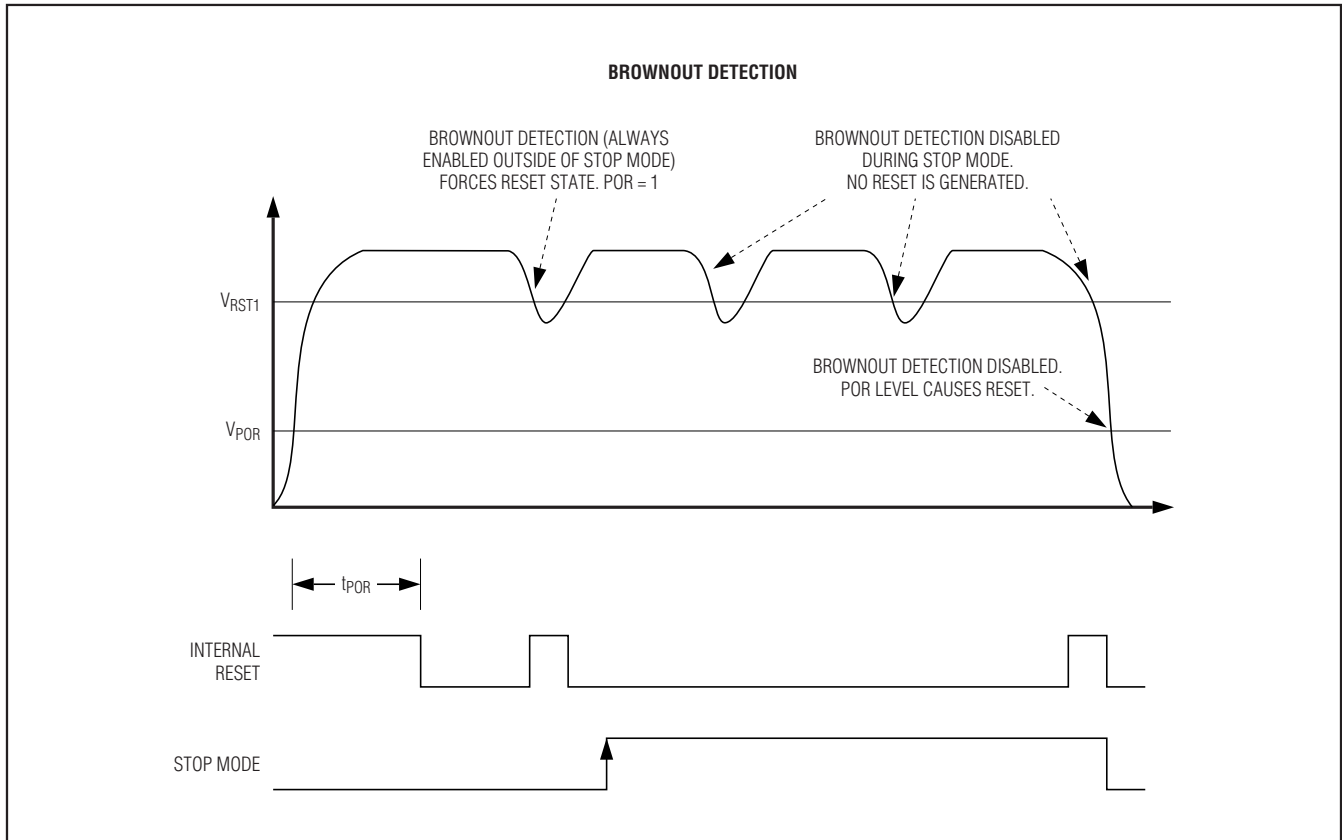 BROWNOUT DETECTION
BROWNOUT DETECTION (ALWAYS
ENABLED OUTSIDE OF STOP MODE)
FORCES RESET STATE. POR = 1
BROWNOUT DETECTION DISABLED
DURING STOP MODE.
NO RESET IS GENERATED.
VRST1
BROWNOUT DETECTION DISABLED.
POR LEVEL CAUSES RESET.
VPOR
tPOR
INTERNAL
RESET
STOP MODE